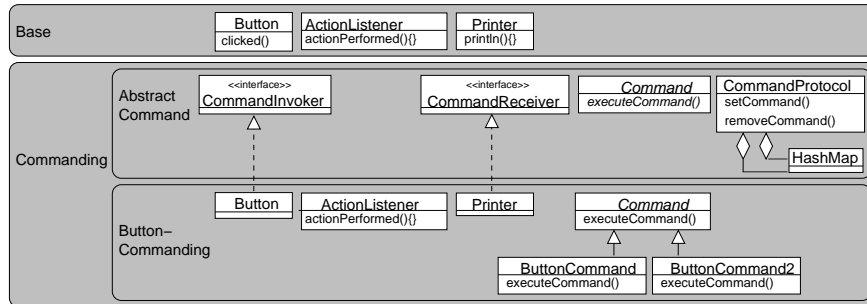 Base
Button
clicked()
ActionListener
actionPerformed(){}
Printer
println(){}
Commanding
Abstract
Command
<<interface>>
CommandInvoker
<<interface>>
CommandReceiver
Command
executeCommand()
CommandProtocol
setCommand()
removeCommand()
HashMap
Button–
Commanding
Button
ActionListener
actionPerformed(){}
Printer
Command
executeCommand()
ButtonCommand
executeCommand()
ButtonCommand2
executeCommand()